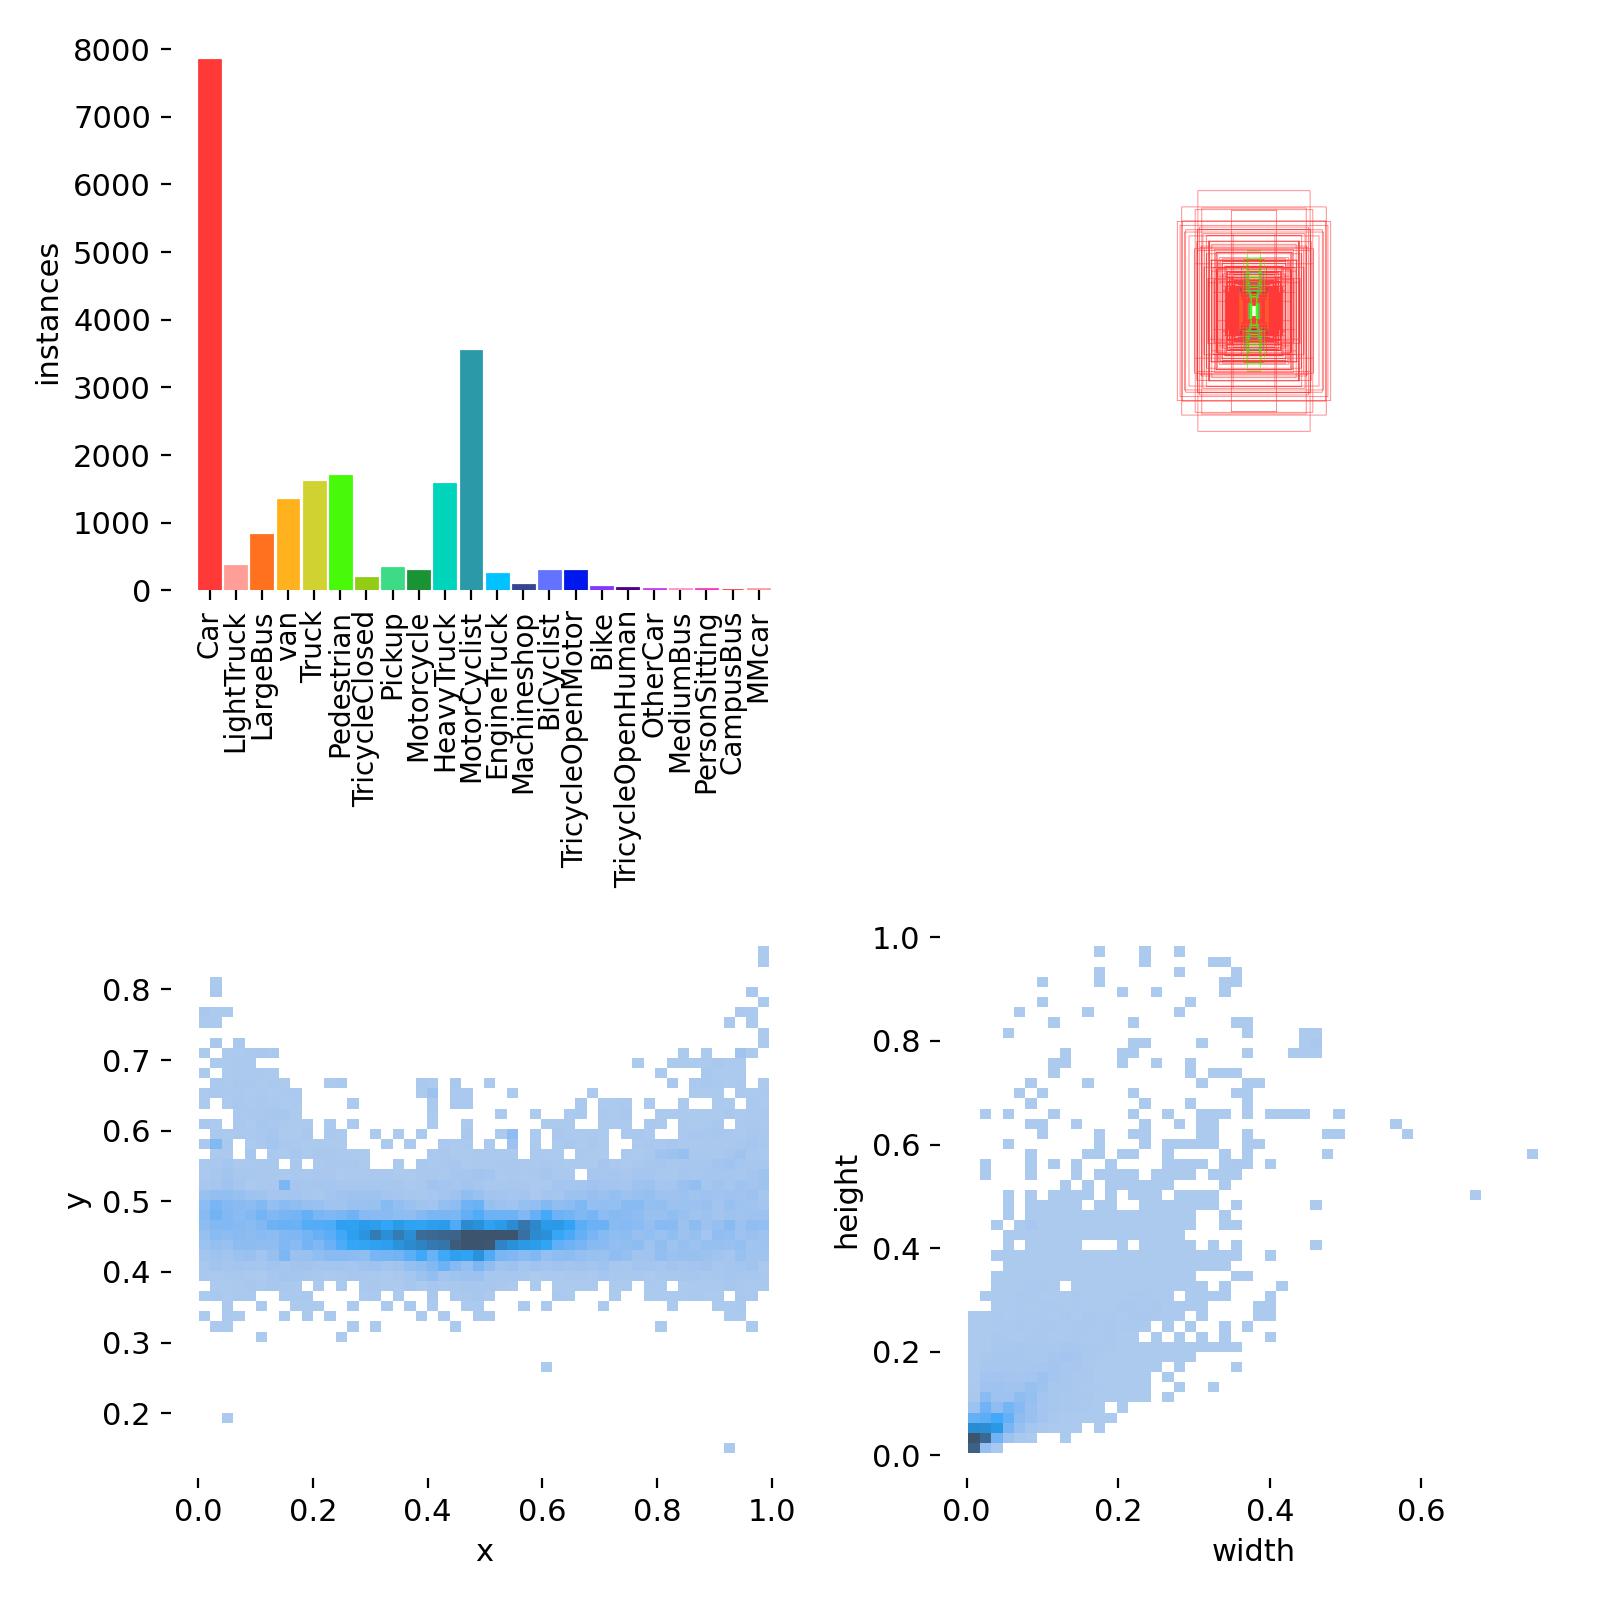 8000
7000
6000
5000
4000
3000
2000
1000
0
instances
Car
LightTruck
LargeBus
van
Truck
Pedestrian
TricycleClosed
Pickup
Motorcycle
HeavyTruck
MotorCyclist
EngineTruck
Machineshop
BiCyclist
TricycleOpenMotor
Bike
TricycleOpenHuman
OtherCar
MediumBus
PersonSitting
CampusBus
MMcar
0.8
0.7
0.6
0.5
0.4
0.3
0.2
y
0.0 0.2 0.4 0.6 0.8 1.0
x
1.0
0.8
0.6
0.4
0.2
0.0
height
0.0 0.2 0.4 0.6
width